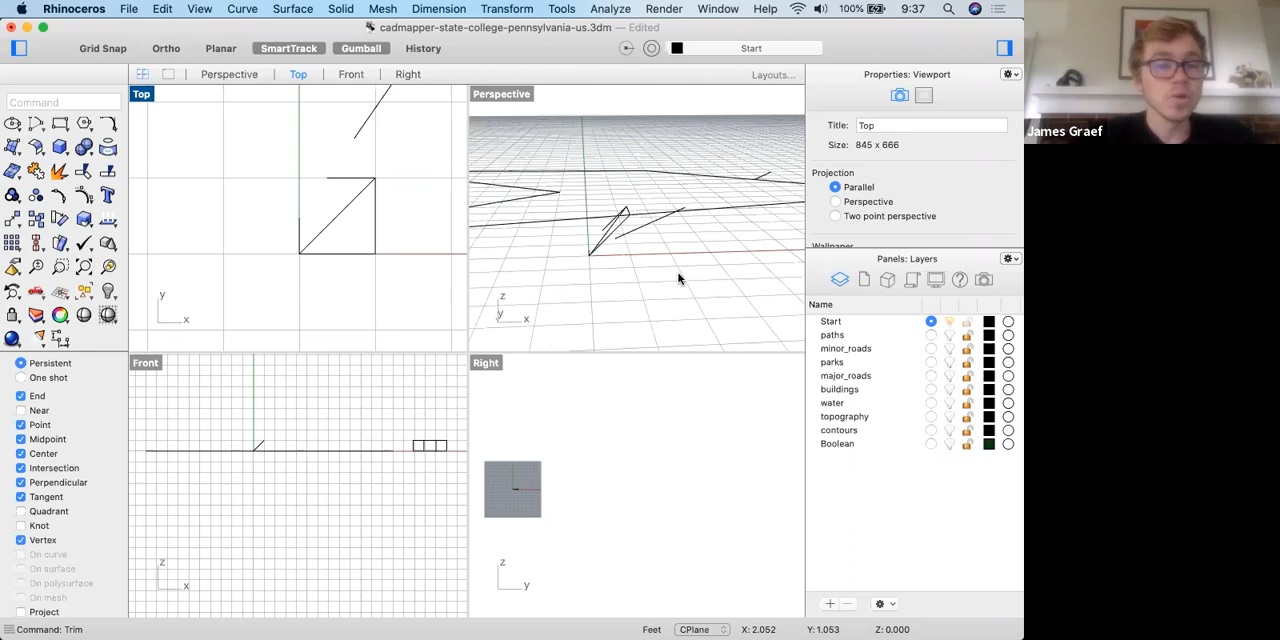 Rhinoceros File Edit View Curve Surface Solid Mesh Dimension Transform Tools Analyze Render Window Help 100% 9:37
cadmapper-state-college-pennsylvania-us.3dm — Edited
Grid Snap Ortho Planar SmartTrack Gumball History Start
Perspective Top Front Right Layouts...
Properties: Viewport
Command
Top
Perspective
Title: Top
Size: 845 x 666
Projection
Parallel
Perspective
Two point perspective
Wallpaper
Panels: Layers
y
x
z
y
x
Name
Start
paths
minor_roads
parks
major_roads
buildings
water
topography
contours
Boolean
Front
Right
Persistent
One shot
End
Near
Point
Midpoint
Center
Intersection
Perpendicular
Tangent
Quadrant
Knot
Vertex
On curve
On surface
On polysurface
On mesh
Project
z
x
z
y
Command: Trim
Feet CPlane X: 2.052 Y: 1.053 Z: 0.000
James Graef